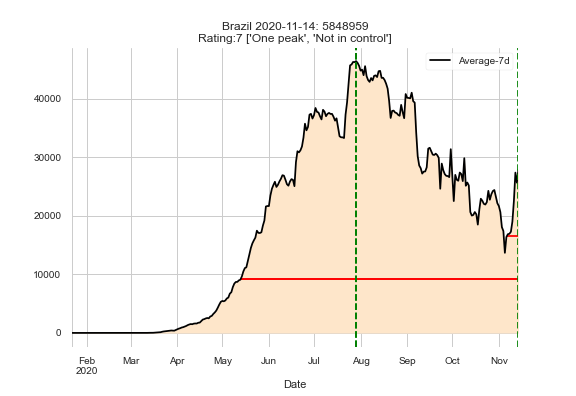 Brazil 2020-11-14: 5848959
Rating:7 ['One peak', 'Not in control']
Average-7d
40000
30000
20000
10000
0
Feb Mar Apr May Jun Jul Aug Sep Oct Nov
2020
Date